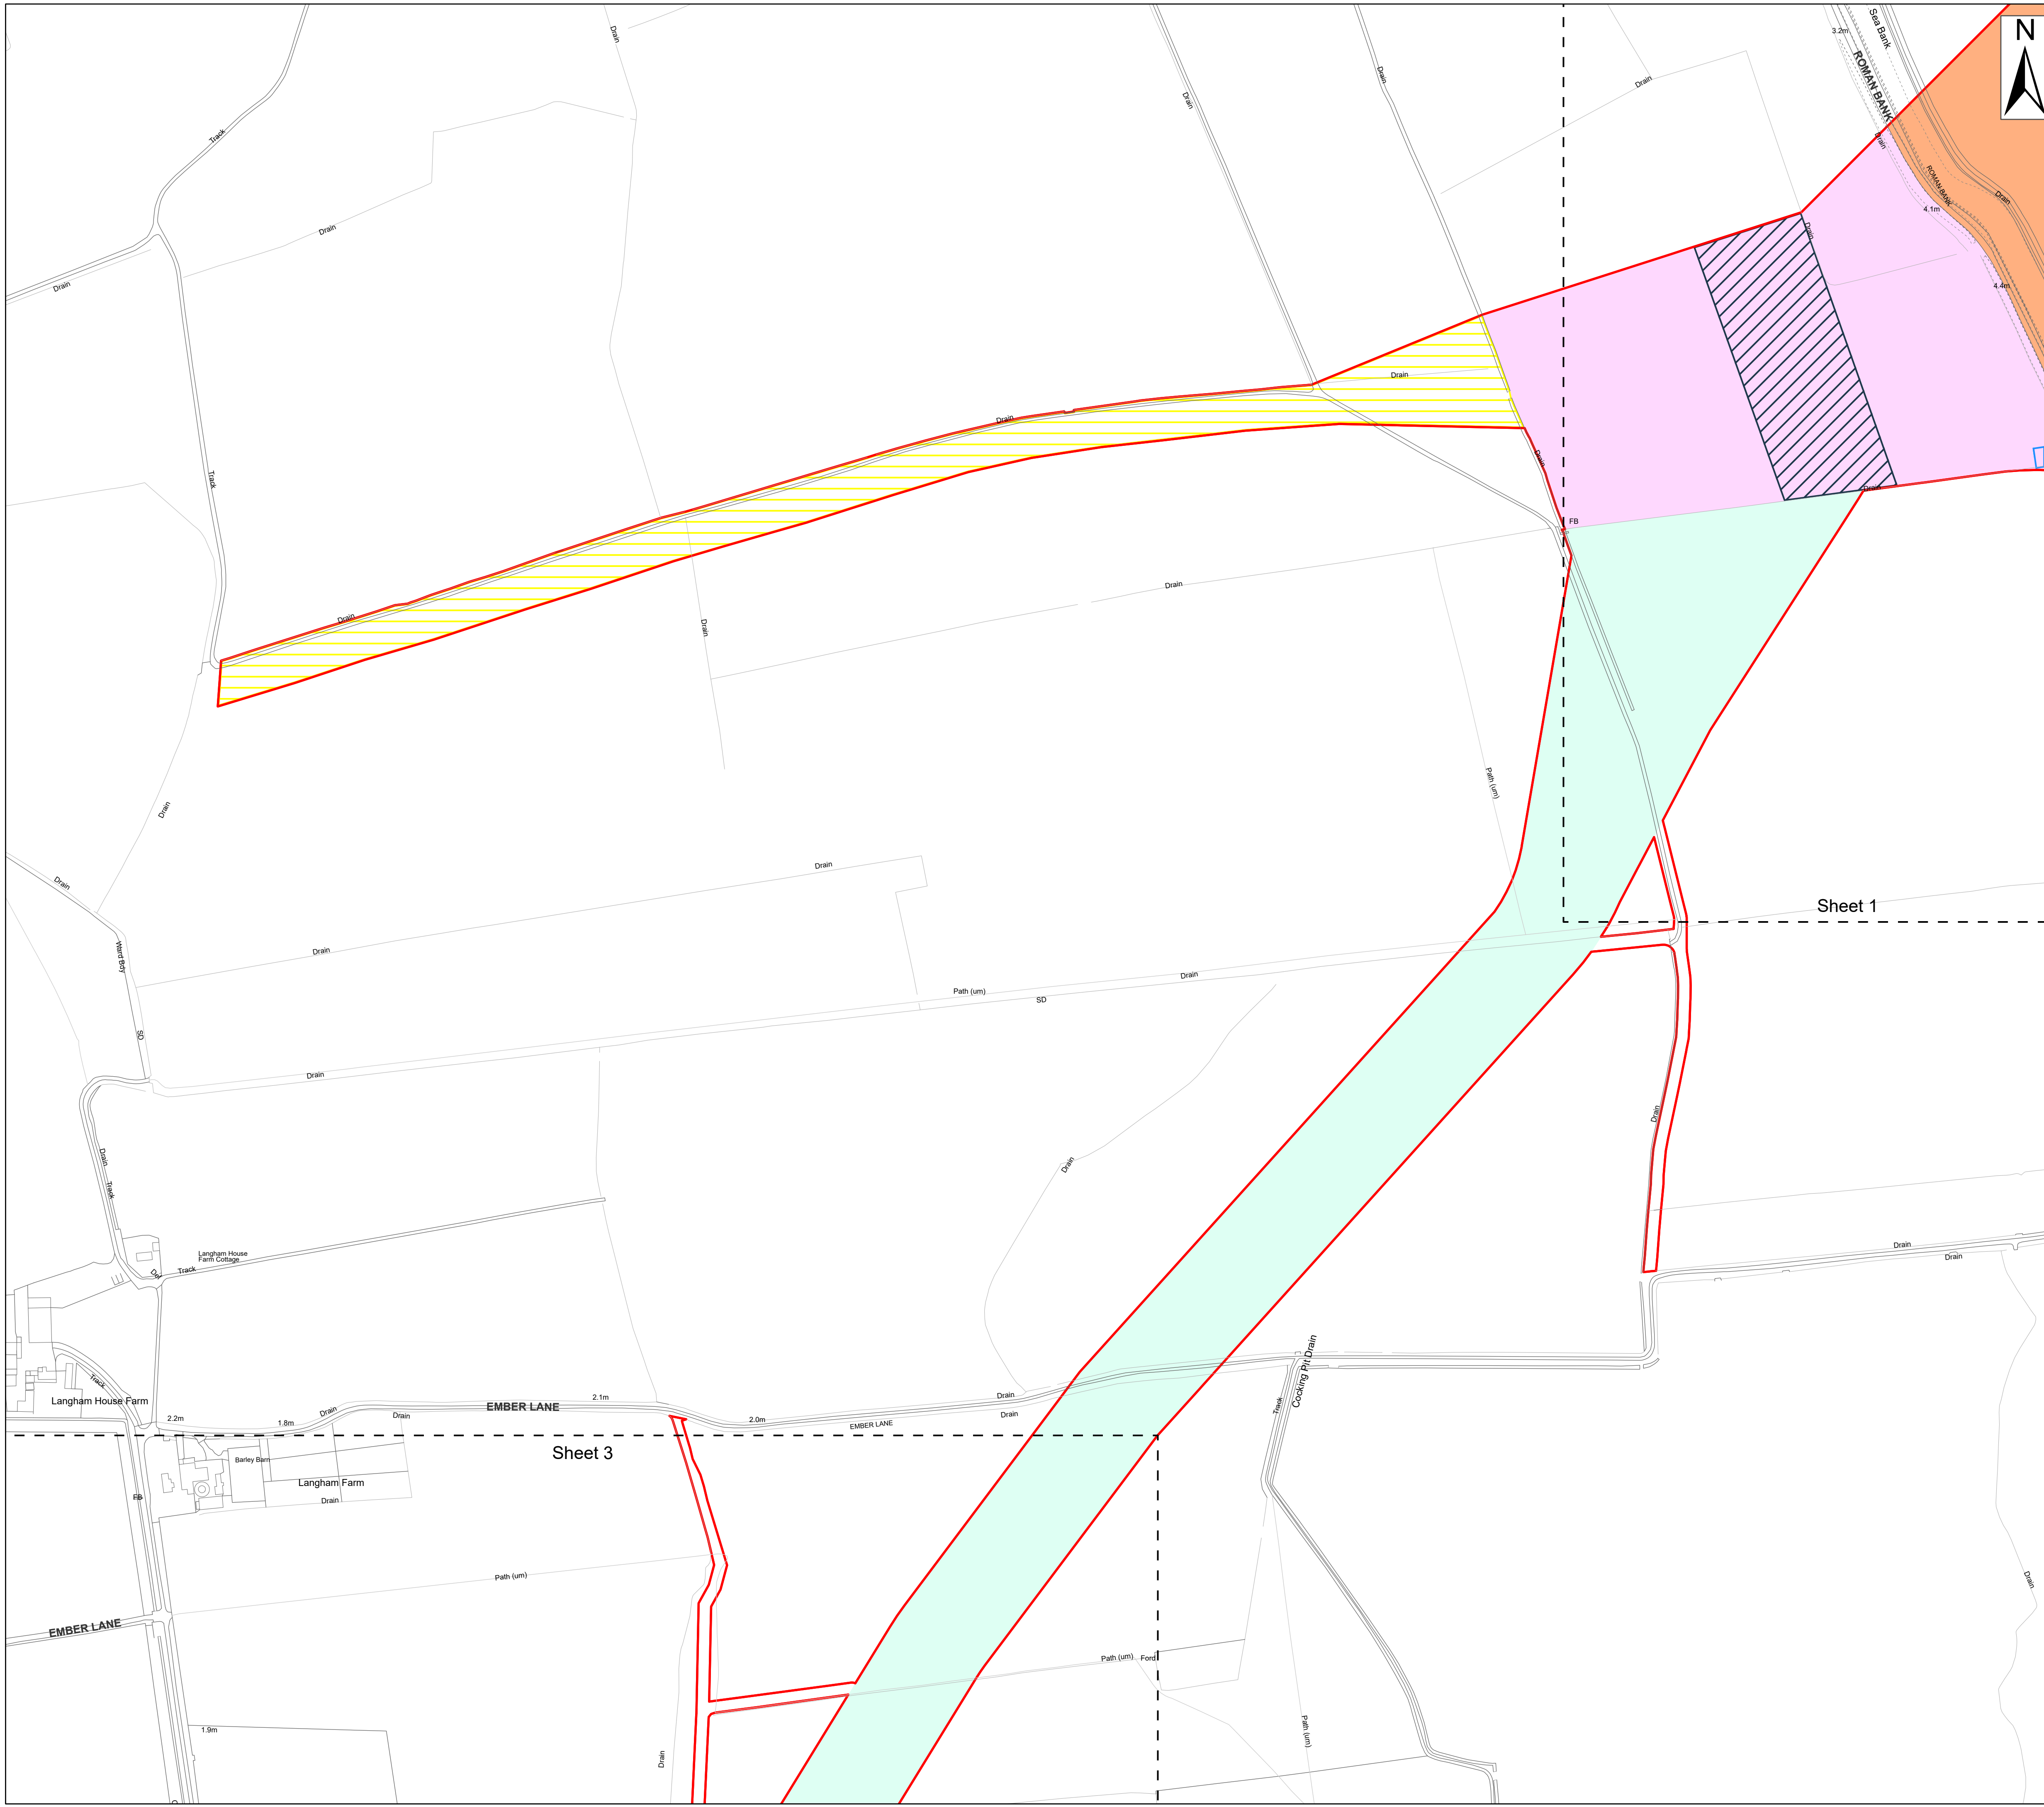 Drain
Drain
Drain
Drain
3.2m
Sea Bank
ROMAN BANK
N
Track
Drain
Drain
Drain
ROMAN BANK
Drain
4.1m
Drain
Drain
4.4m
Drain
Drain
Drain
Track
Drain
FB
Drain
Drain
Drain
Path (um)
Drain
Drain
Drain
Sheet 1
Ward Bdy
Drain
Drain
Path (um)
SD
SD
Drain
Drain
Drain
Drain
Track
Langham House
Farm Cottage
Def
Track
Drain
Drain
Cocking Pit Drain
Track
Langham House Farm
Track
2.2m
1.8m
Drain
Drain
EMBER LANE
2.1m
2.0m
EMBER LANE
Drain
Drain
Sheet 3
Barley Barn
Langham Farm
FB
Drain
Path (um)
Drain
EMBER LANE
Path (um)
Ford
Path (um)
1.9m
Drain